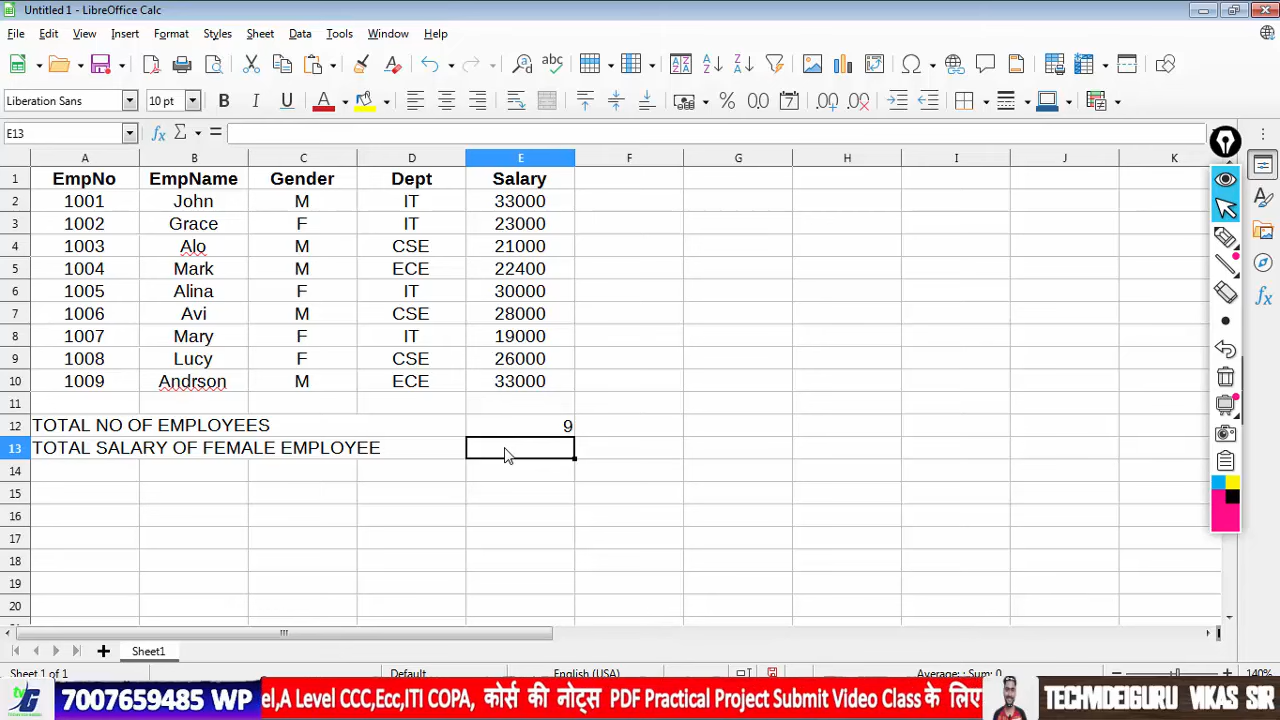 Untitled 1 - LibreOffice Calc
File Edit View Insert Format Styles Sheet Data Tools Window Help
Liberation Sans 10 pt
E13
A B C D E F G H I J K
1 EmpNo EmpName Gender Dept Salary
2 1001 John M IT 33000
3 1002 Grace F IT 23000
4 1003 Alo M CSE 21000
5 1004 Mark M ECE 22400
6 1005 Alina F IT 30000
7 1006 Avi M CSE 28000
8 1007 Mary F IT 19000
9 1008 Lucy F CSE 26000
10 1009 Andrson M ECE 33000
11
12 TOTAL NO OF EMPLOYEES 9
13 TOTAL SALARY OF FEMALE EMPLOYEE
14
15
16
17
18
19
20
Sheet1
Sheet 1 of 1 Default English (USA) Average: ; Sum: 0 140%
7007659485 WP el,A Level CCC,Ecc,ITI COPA, कोर्स की नोट्स PDF Practical Project Submit Video Class के लिए TECHMDEIGURU VIKAS SIR